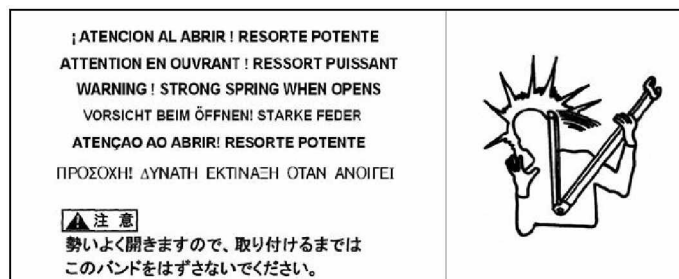 ¡ATENCION AL ABRIR! RESORTE POTENTE
ATTENTION EN OUVRANT! RESSORT PUISSANT
WARNING! STRONG SPRING WHEN OPENS
VORSICHT BEIM ÖFFNEN! STARKE FEDER
ATENÇAO AO ABRIR! RESORTE POTENTE
ΠΡΟΣΟΧΗ! ΔΥΝΑΤΗ ΕΚΤΙΝΑΞΗ ΟΤΑΝ ΑΝΟΙΓΕΙ
注 意
勢いよく開きますので、取り付けるまでは
このバンドをはずさないでください。